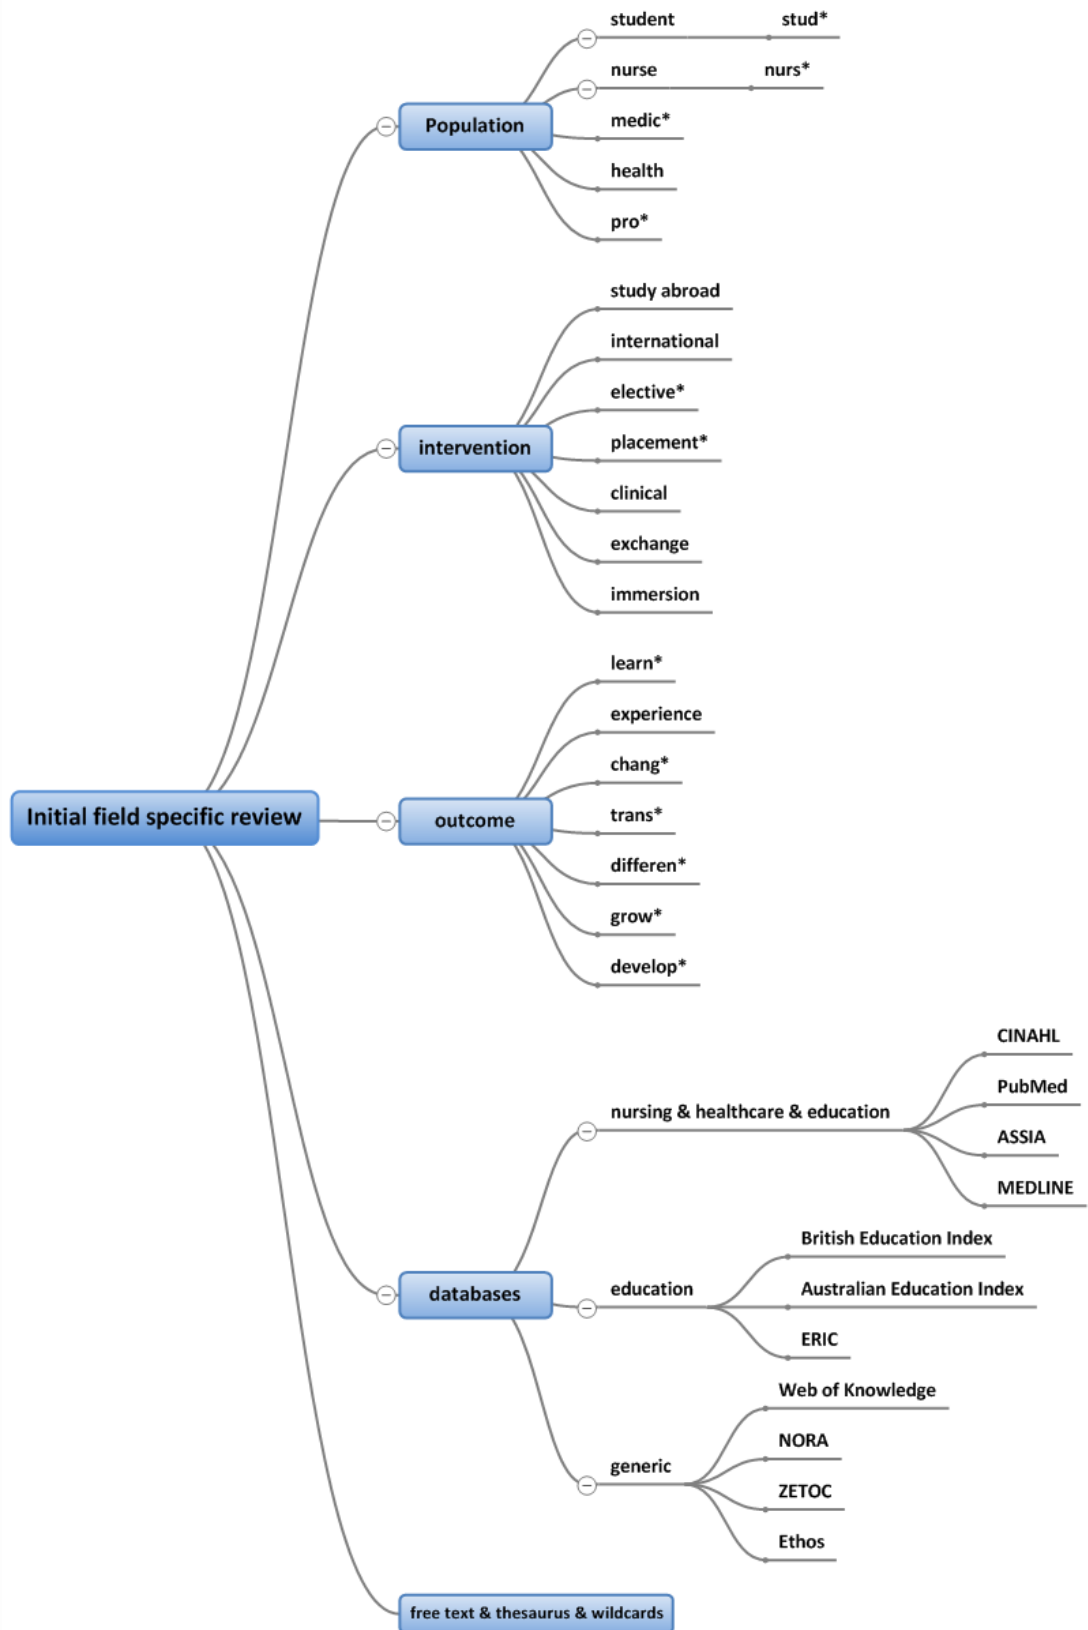 Initial field specific review
Population
student
stud*
nurse
nurs*
medic*
health
pro*
intervention
study abroad
international
elective*
placement*
clinical
exchange
immersion
outcome
learn*
experience
chang*
trans*
differen*
grow*
develop*
databases
nursing & healthcare & education
CINAHL
PubMed
ASSIA
MEDLINE
education
British Education Index
Australian Education Index
ERIC
generic
Web of Knowledge
NORA
ZETOC
Ethos
free text & thesaurus & wildcards